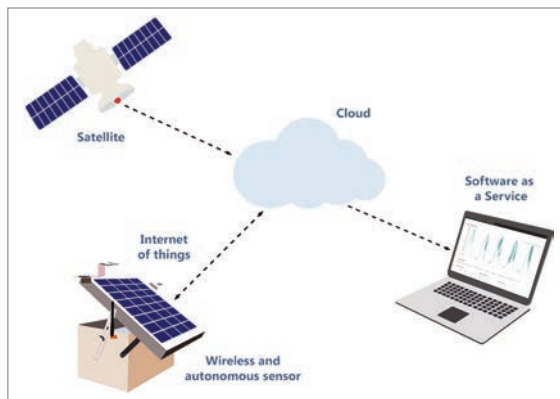 Satellite
Cloud
Software as
a Service
Internet
of things
Wireless and
autonomous sensor